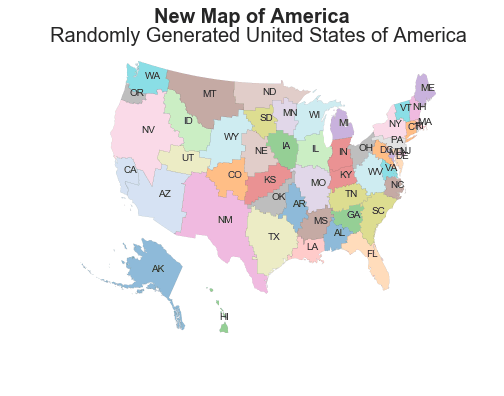 New Map of America
Randomly Generated United States of America
WA
ME
OR
MT
ND
VT
NH
NV
ID
SD
MN
WI
MI
NY
CT
RI
MA
WY
UT
NE
IA
IL
IN
OH
PA
DC
NJ
DE
CA
AZ
CO
KS
MO
KY
WV
VA
NC
OK
AR
TN
SC
NM
TX
MS
GA
LA
AL
FL
AK
HI